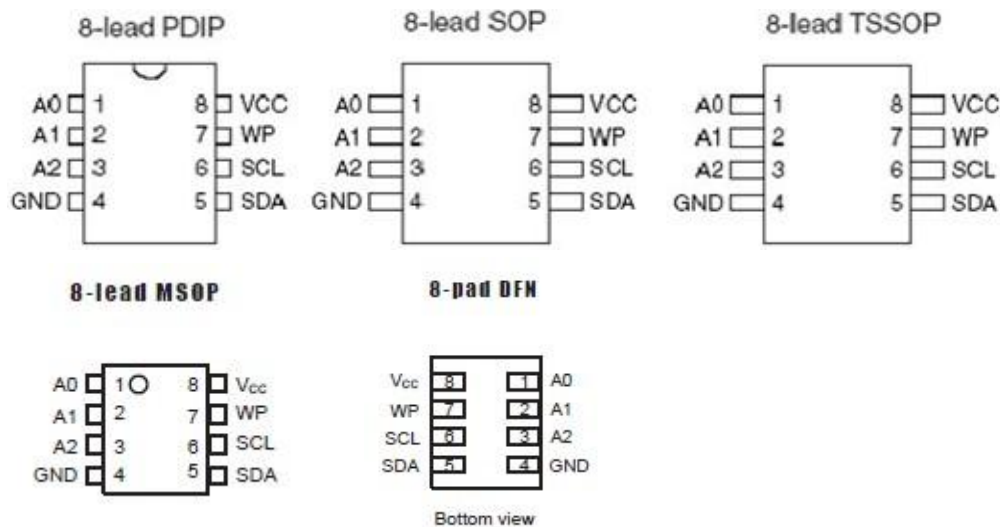 8-lead PDIP
A0 1 8 VCC
A1 2 7 WP
A2 3 6 SCL
GND 4 5 SDA
8-lead SOP
A0 1 8 VCC
A1 2 7 WP
A2 3 6 SCL
GND 4 5 SDA
8-lead TSSOP
A0 1 8 VCC
A1 2 7 WP
A2 3 6 SCL
GND 4 5 SDA
8-lead MSOP
A0 1 8 Vcc
A1 2 7 WP
A2 3 6 SCL
GND 4 5 SDA
8-pad DFN
Vcc 8 1 A0
WP 7 2 A1
SCL 6 3 A2
SDA 5 4 GND
Bottom view